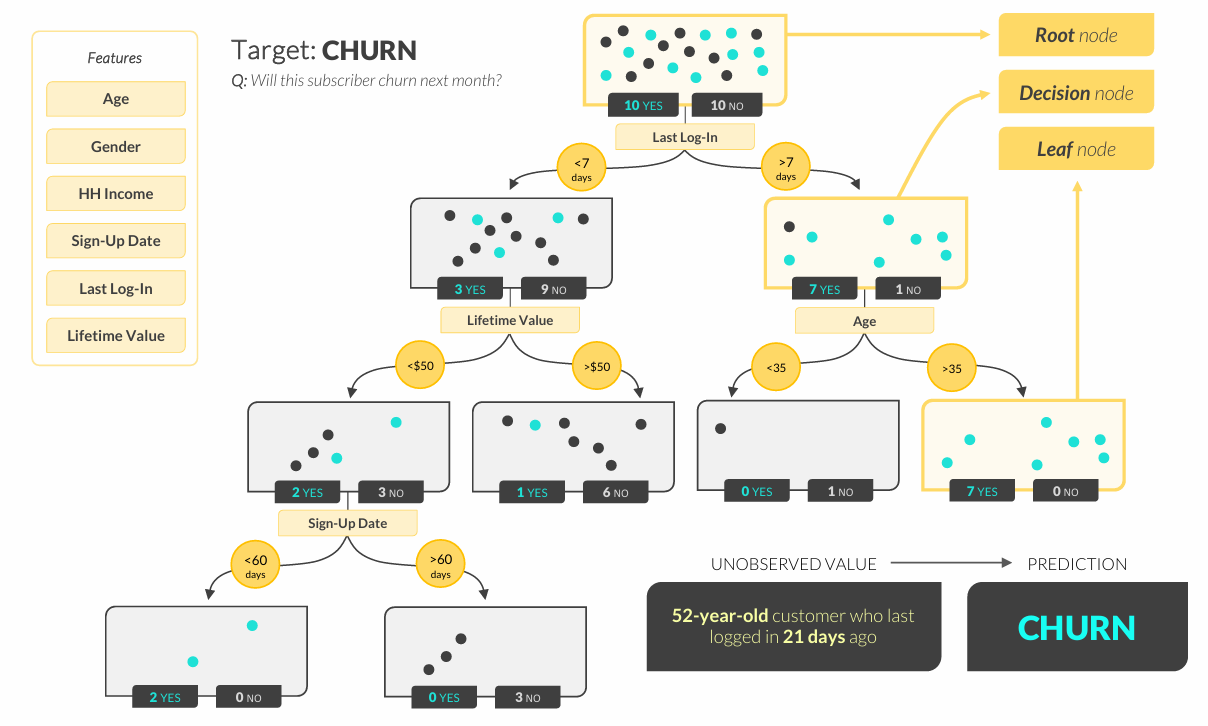 Features
Age
Gender
HH Income
Sign-Up Date
Last Log-In
Lifetime Value
Target: CHURN
Q: Will this subscriber churn next month?
10 YES
10 NO
Last Log-In
<7
days
>7
days
Root node
Decision node
Leaf node
3 YES
9 NO
Lifetime Value
7 YES
1 NO
Age
<$50
>$50
<35
>35
2 YES
3 NO
Sign-Up Date
1 YES
6 NO
0 YES
1 NO
7 YES
0 NO
<60
days
>60
days
2 YES
0 NO
0 YES
3 NO
UNOBSERVED VALUE
PREDICTION
52-year-old customer who last
logged in 21 days ago
CHURN